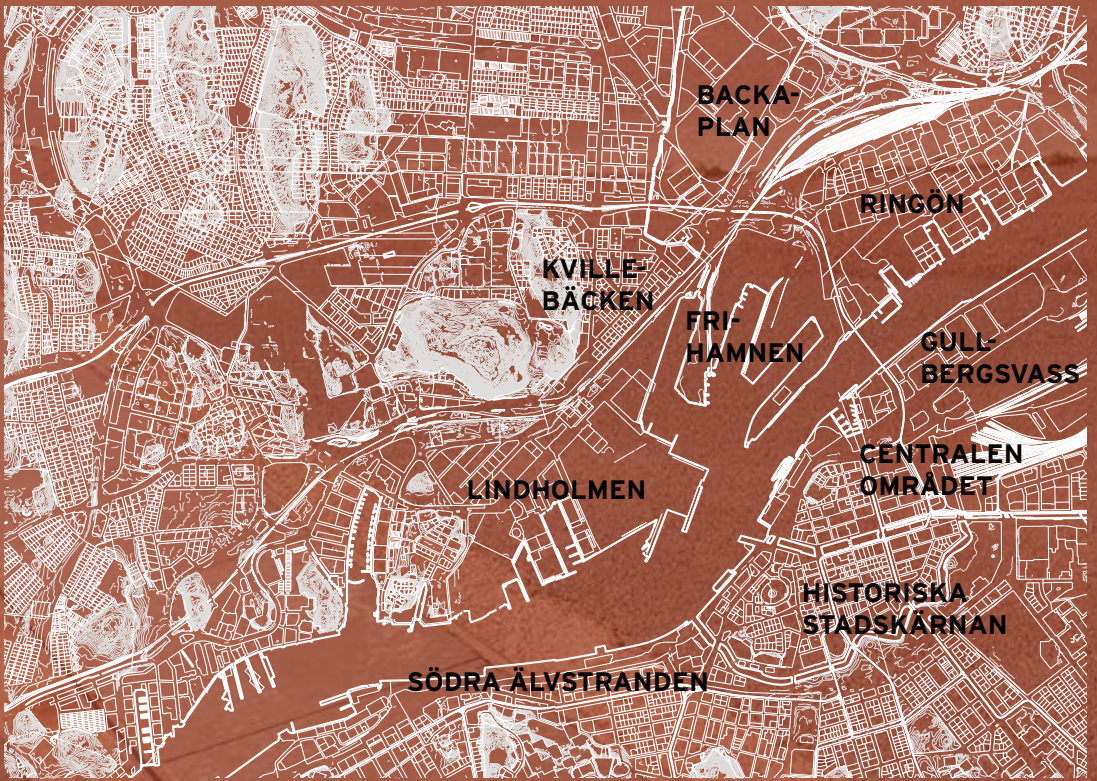 BACKA-
PLAN
RINGÖN
KVILLE-
BÄCKEN
FRI-
HAMNEN
GULL-
BERGSVASS
CENTRALEN
OMRÅDET
LINDHOLMEN
HISTORISKA
STADSKÄRNAN
SÖDRA ÄLVSTRANDEN